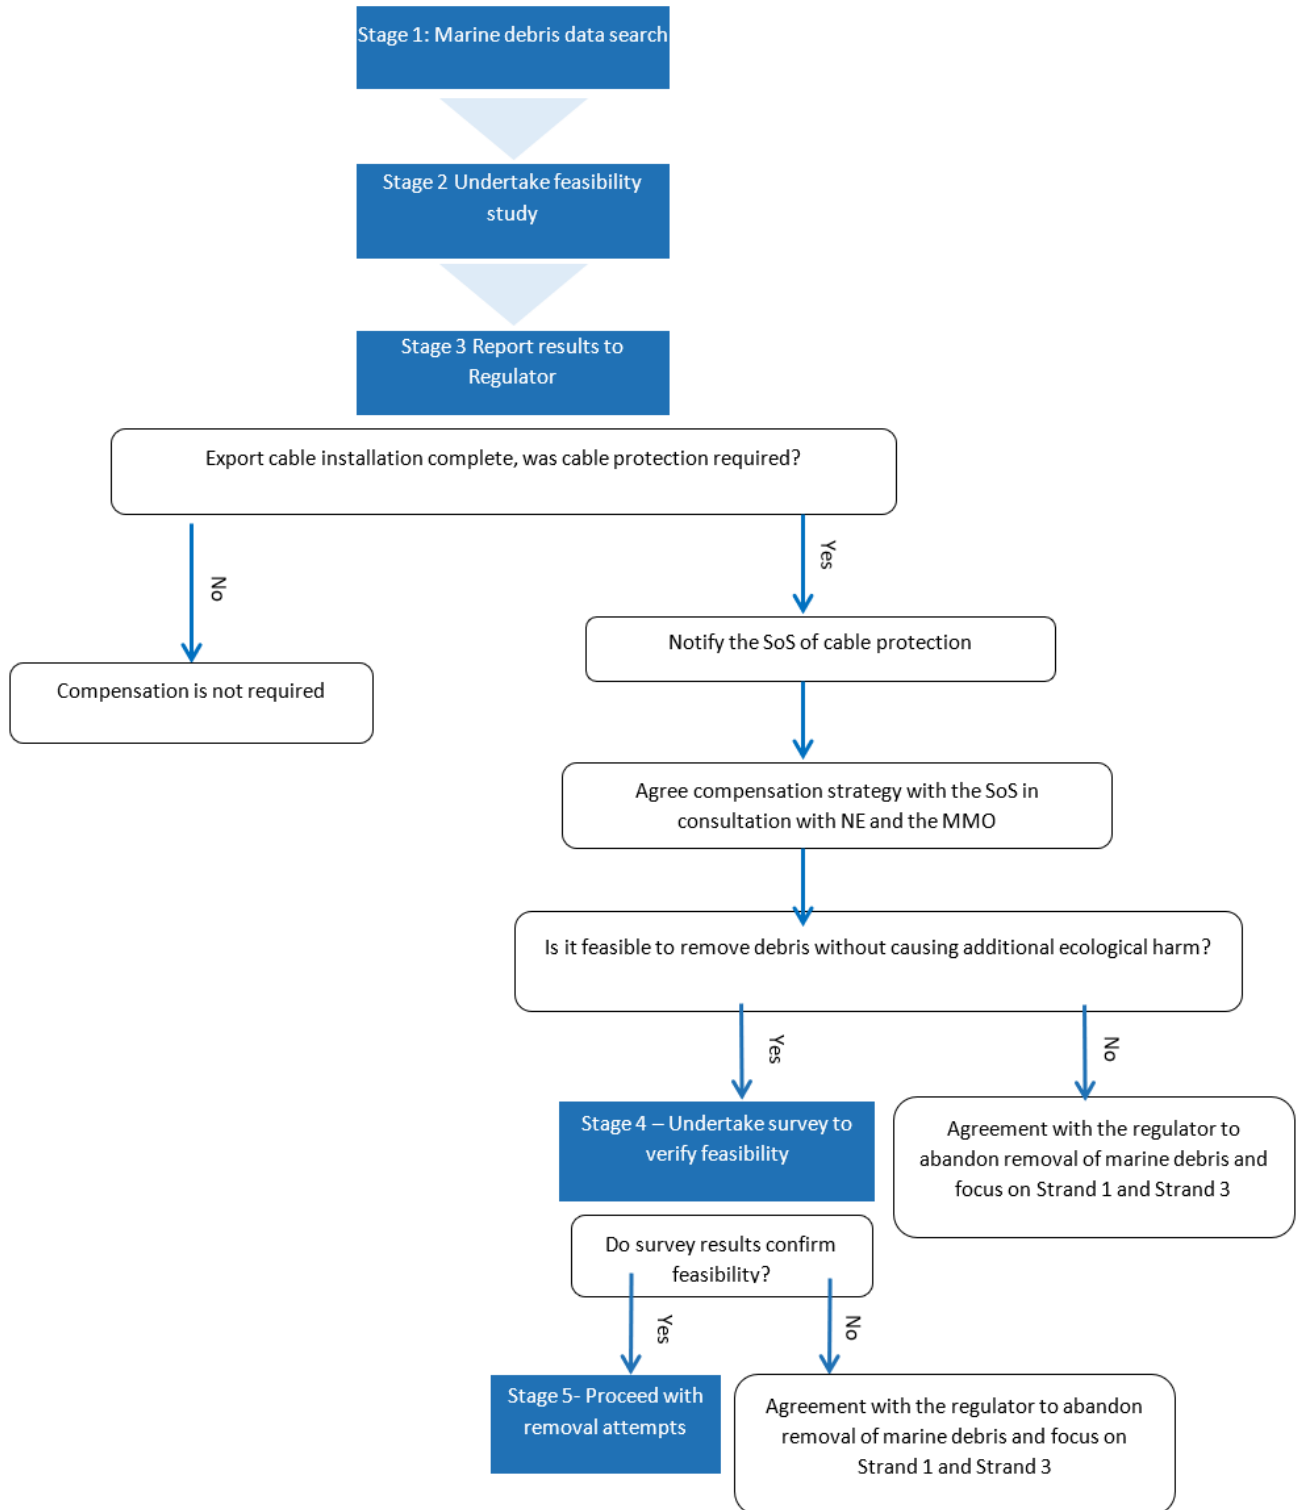 Stage 1: Marine debris data search
Stage 2 Undertake feasibility
study
Stage 3 Report results to
Regulator
Export cable installation complete, was cable protection required?
No
Yes
Compensation is not required
Notify the SoS of cable protection
Agree compensation strategy with the SoS in
consultation with NE and the MMO
Is it feasible to remove debris without causing additional ecological harm?
Yes
No
Stage 4 – Undertake survey to
verify feasibility
Agreement with the regulator to
abandon removal of marine debris and
focus on Strand 1 and Strand 3
Do survey results confirm
feasibility?
Yes
No
Stage 5- Proceed with
removal attempts
Agreement with the regulator to abandon
removal of marine debris and focus on
Strand 1 and Strand 3